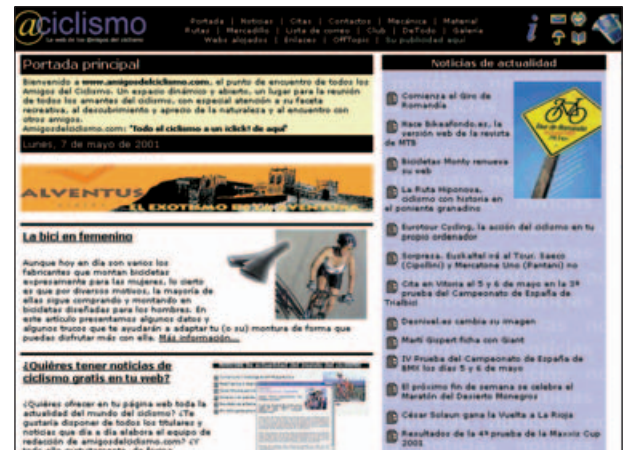 @ciclismo
La web de los amigos del ciclismo
Portada | Noticias | Citas | Contactos | Mecánica | Material
Rutas | Mercadillo | Lista de correo | Club | DeTodo | Galería
Webs alojados | Enlaces | OffTopic | Su publicidad aquí
Portada principal
Bienvenido a www.amigosdelciclismo.com, el punto de encuentro de todos los
Amigos del Ciclismo. Un espacio dinámico y abierto, un lugar para la reunión
de todos los amantes del ciclismo, con especial atención a su faceta
recreativa, al descubrimiento y aprecio de la naturaleza y al encuentro con
otros amigos.
Amigosdelciclismo.com: "Todo el ciclismo a un ¡click! de aquí"
Lunes, 7 de mayo de 2001
ALVENTUS
EL EXOTISMO DE LA AVENTURA
La bici en femenino
Aunque hoy en día son varios los
fabricantes que montan bicicletas
expresamente para las mujeres, lo cierto
es que por diversos motivos, la mayoría de
ellas sigue comprando y montando en
bicicletas diseñadas para los hombres. En
este artículo presentamos algunos datos y
algunos trucos que te ayudarán a adaptar tu (o su) montura de forma que
puedas disfrutar más con ella. Más información...
¿Quiéres tener noticias de
ciclismo gratis en tu web?
¿Quiéres ofrecer en tu página web toda la
actualidad del mundo del ciclismo? ¿Te
gustaría disponer de todos los titulares y
noticias que día a día elabora el equipo de
redacción de amigosdelciclismo.com? ¿Y
Noticias de actualidad
Comienza el Giro de
Romandía
Tour de Romandie
Race Bikeafondo.es, la
versión web de la revista
de MTB
Bicicletas Monty renueva
su web
La Ruta Hiponova,
ciclismo con historia en
el poniente granadino
Eurotour Cycling, la acción del ciclismo en tu
propio ordenador
Sorpresa. Euskaltel irá al Tour. Saeco
(Cipollini) y Mercatone Uno (Pantani) no
Cita en Vitoria el 5 y 6 de mayo en la 3ª
prueba del Campeonato de España de
Trialbici
Desnivel.es cambia su imagen
Martí Gispert ficha con Giant
IV Prueba del Campeonato de España de
BMX los días 5 y 6 de mayo
El próximo fin de semana se celebra el
Maratón del Desierto Monegros
César Solaun gana la Vuelta a La Rioja
Resultados de la 4ª prueba de la Maxxis Cup
2001